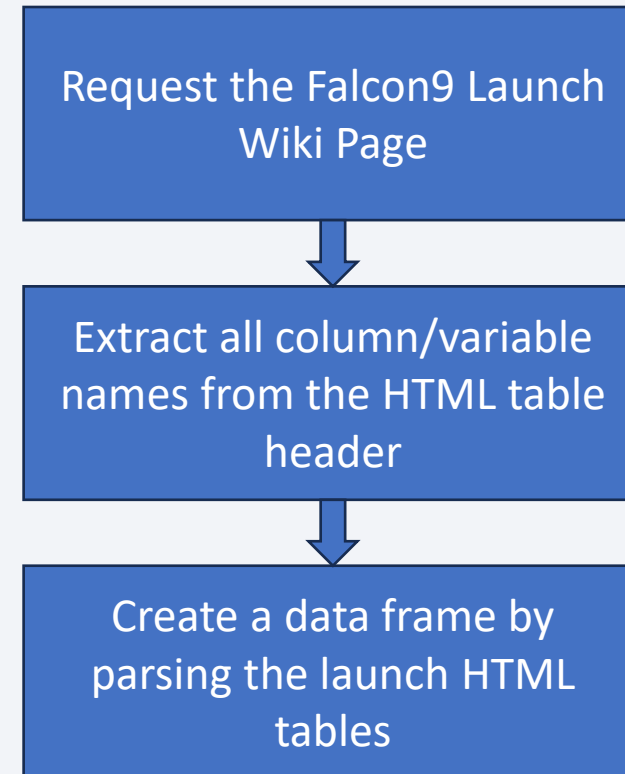 Request the Falcon9 Launch
Wiki Page
Extract all column/variable
names from the HTML table
header
Create a data frame by
parsing the launch HTML
tables